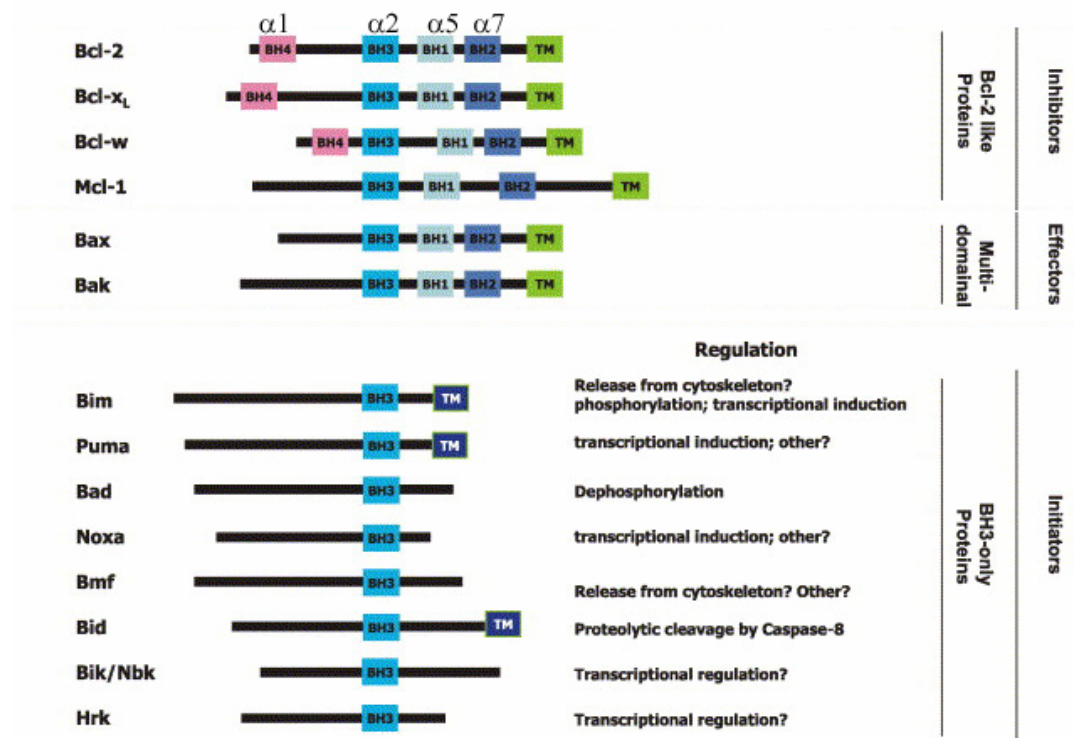 α1 α2 α5 α7
Bcl-2 BH4 BH3 BH1 BH2 TM
Bcl-xL BH4 BH3 BH1 BH2 TM
Bcl-w BH4 BH3 BH1 BH2 TM
Mcl-1 BH3 BH1 BH2 TM
Bcl-2 like
Proteins
Inhibitors
Bax BH3 BH1 BH2 TM
Bak BH3 BH1 BH2 TM
Multi-
domainal
Effectors
Regulation
Bim BH3 TM Release from cytoskeleton?
phosphorylation; transcriptional induction
Puma BH3 TM transcriptional induction; other?
Bad BH3 Dephosphorylation
Noxa BH3 transcriptional induction; other?
Bmf BH3 Release from cytoskeleton? Other?
Bid BH3 TM Proteolytic cleavage by Caspase-8
Bik/Nbk BH3 Transcriptional regulation?
Hrk BH3 Transcriptional regulation?
BH3-only
Proteins
Initiators